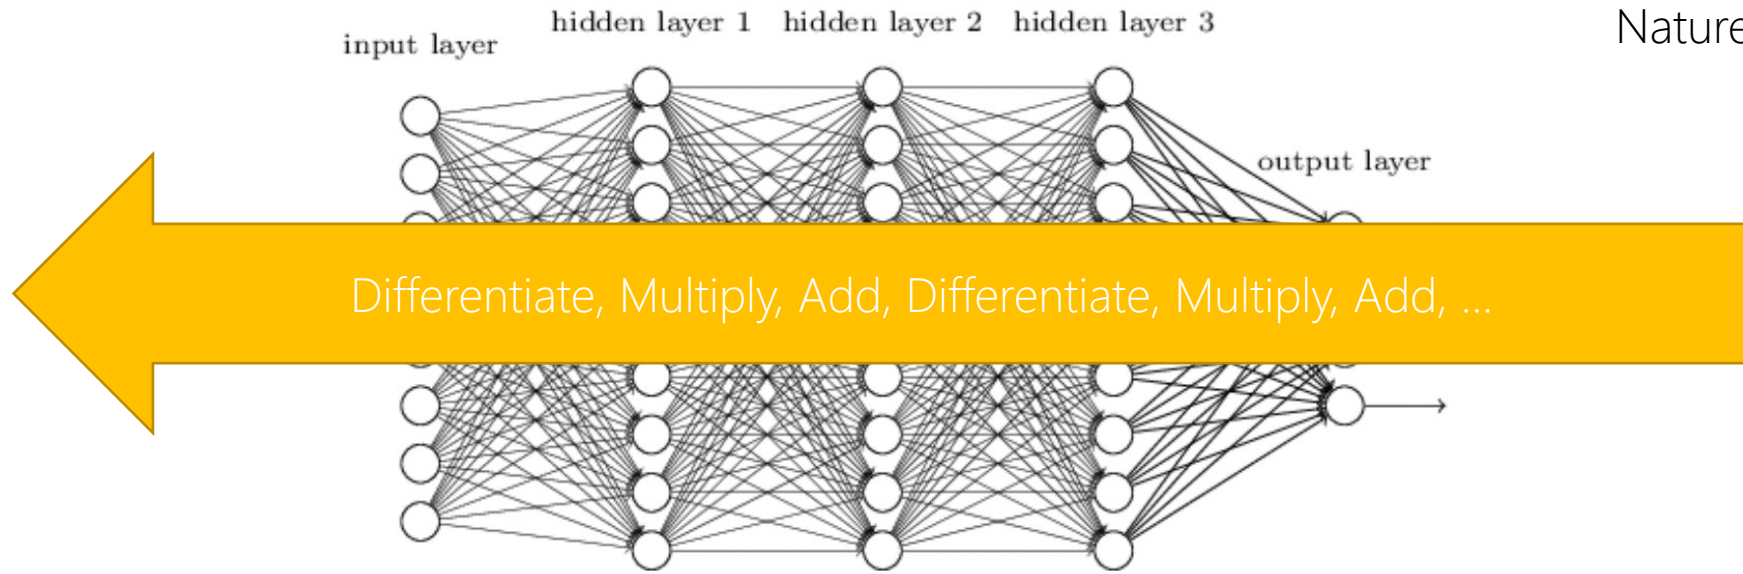 hidden layer 1 hidden layer 2 hidden layer 3
Nature
input layer
output layer
Differentiate, Multiply, Add, Differentiate, Multiply, Add, ...